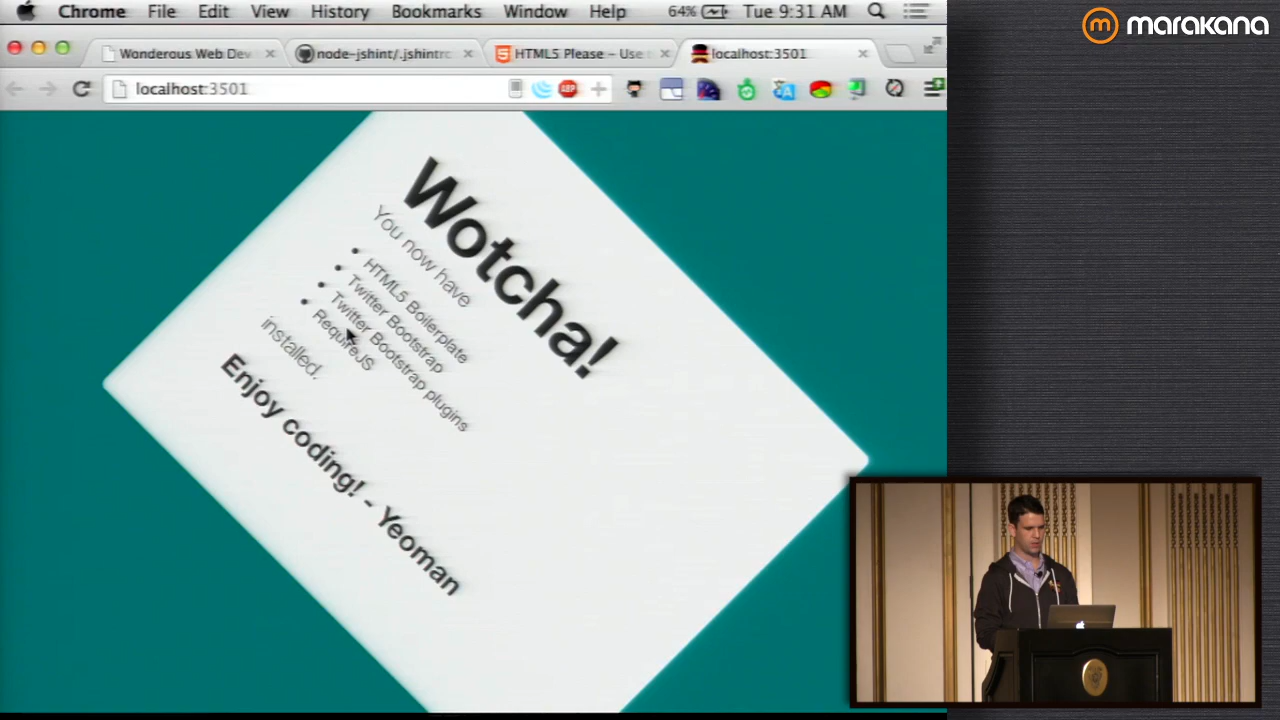 Chrome File Edit View History Bookmarks Window Help 64% Tue 9:31 AM
marakana
Wonderous Web Dev
node-jshint/.jshintrc
HTML5 Please - Use t
localhost:3501
localhost:3501
ABP
Wotcha!
You now have
HTML5 Boilerplate
Twitter Bootstrap
Twitter Bootstrap plugins
RequireJS
installed.
Enjoy coding! - Yeoman